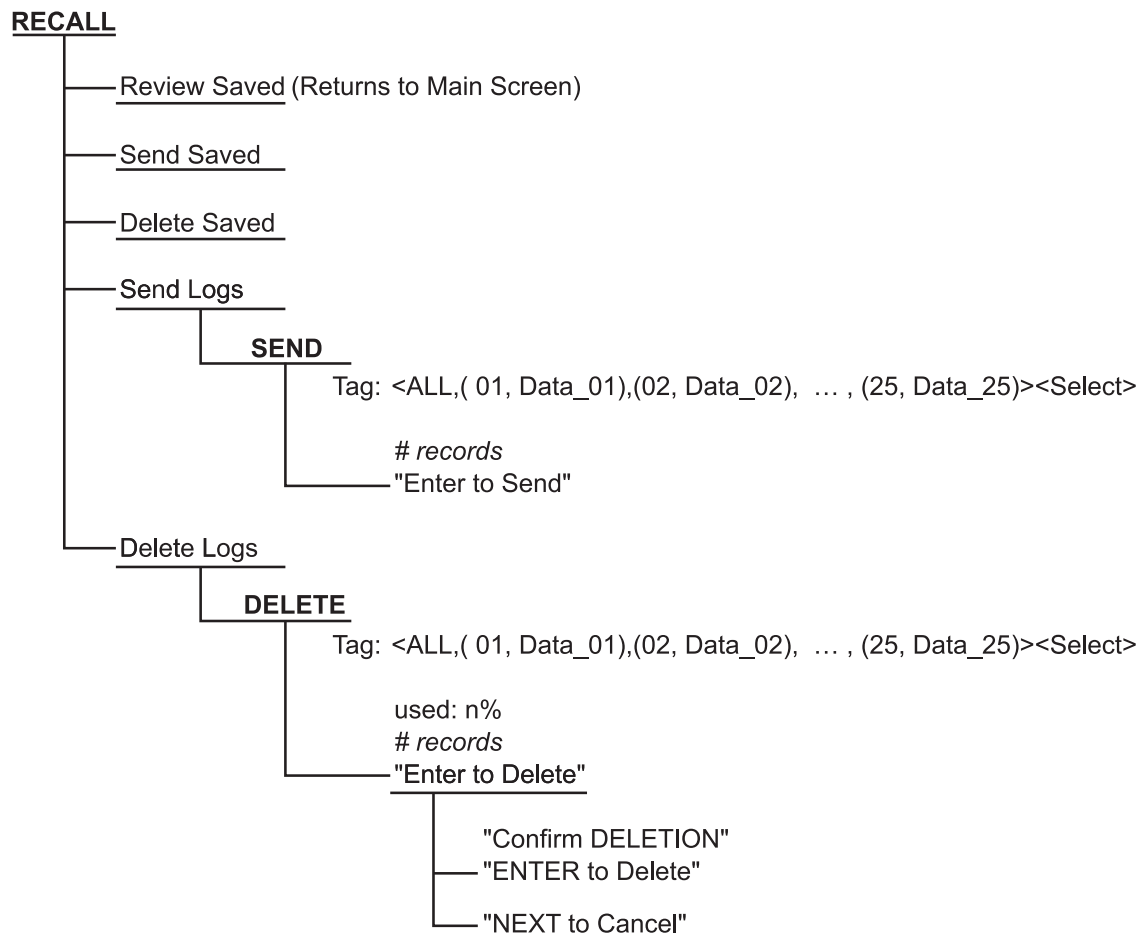 RECALL
Review Saved (Returns to Main Screen)
Send Saved
Delete Saved
Send Logs
SEND
Tag: <ALL,( 01, Data_01),(02, Data_02), … , (25, Data_25)><Select>
# records
"Enter to Send"
Delete Logs
DELETE
Tag: <ALL,( 01, Data_01),(02, Data_02), … , (25, Data_25)><Select>
used: n%
# records
"Enter to Delete"
"Confirm DELETION"
"ENTER to Delete"
"NEXT to Cancel"